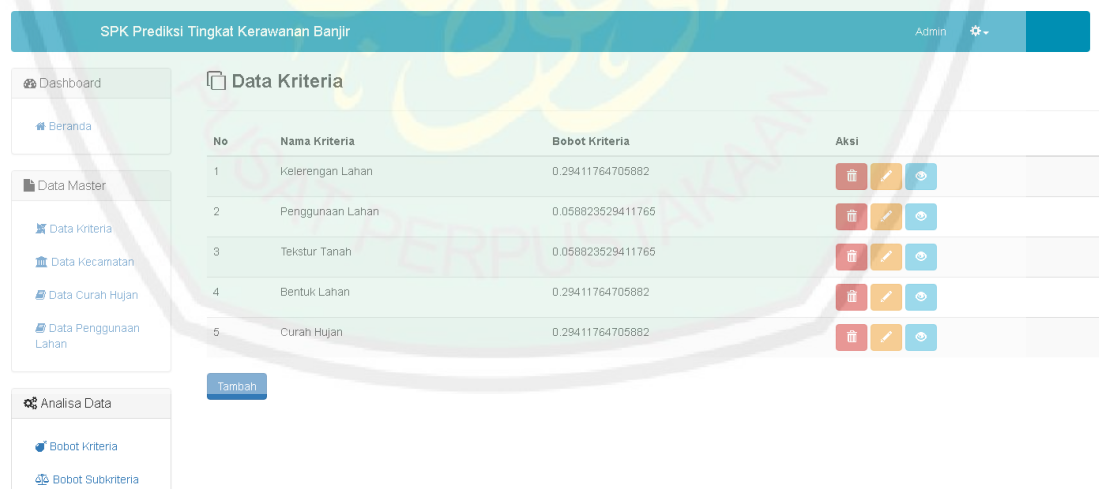 SPK Prediksi Tingkat Kerawanan Banjir
Admin
Dashboard
Beranda
Data Master
Data Kriteria
Data Kecamatan
Data Curah Hujan
Data Penggunaan
Lahan
Analisa Data
Bobot Kriteria
Bobot Subkriteria
Data Kriteria
No Nama Kriteria Bobot Kriteria Aksi
1 Kelerengan Lahan 0.29411764705882
2 Penggunaan Lahan 0.058823529411765
3 Tekstur Tanah 0.058823529411765
4 Bentuk Lahan 0.29411764705882
5 Curah Hujan 0.29411764705882
Tambah
PUSAT PERPUSTAKAAN